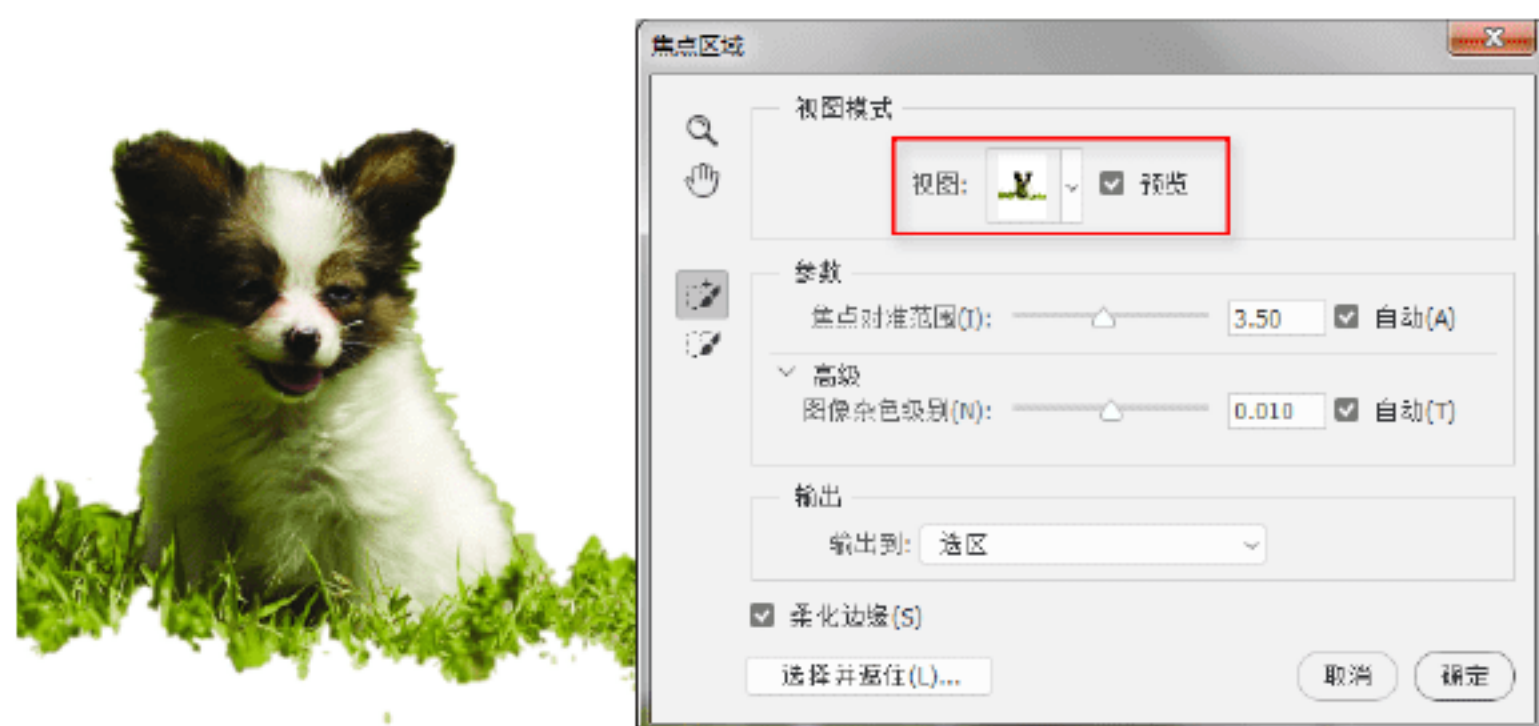 焦点区域
视图模式
视图: 预览
参数
焦点对准范围(I): 3.50 自动(A)
高级
图像杂色级别(N): 0.010 自动(T)
输出
输出到: 选区
柔化边缘(S)
选择并遮住(L)... 取消 确定